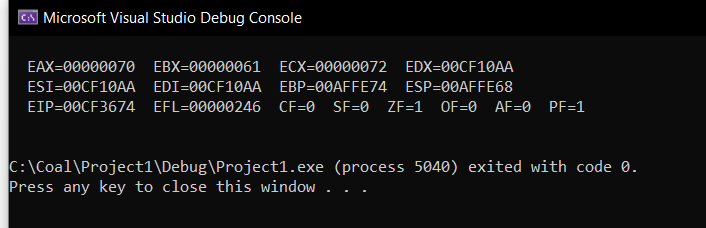 Microsoft Visual Studio Debug Console
EAX=00000070 EBX=00000061 ECX=00000072 EDX=00CF10AA
ESI=00CF10AA EDI=00CF10AA EBP=00AFFE74 ESP=00AFFE68
EIP=00CF3674 EFL=00000246 CF=0 SF=0 ZF=1 OF=0 AF=0 PF=1
C:\Coal\Project1\Debug\Project1.exe (process 5040) exited with code 0.
Press any key to close this window . . .